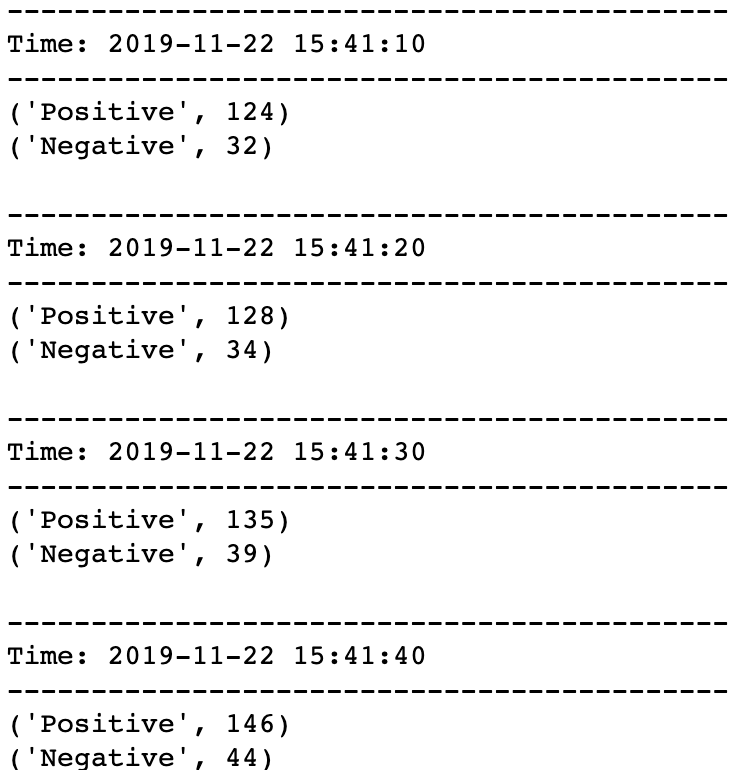 -------------------------------------------
Time: 2019-11-22 15:41:10
-------------------------------------------
('Positive', 124)
('Negative', 32)
-------------------------------------------
Time: 2019-11-22 15:41:20
-------------------------------------------
('Positive', 128)
('Negative', 34)
-------------------------------------------
Time: 2019-11-22 15:41:30
-------------------------------------------
('Positive', 135)
('Negative', 39)
-------------------------------------------
Time: 2019-11-22 15:41:40
-------------------------------------------
('Positive', 146)
('Negative', 44)